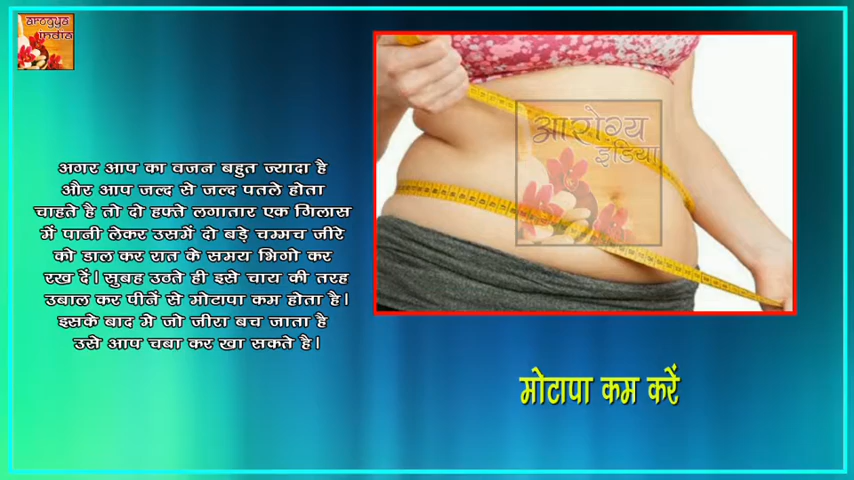 arogya
india
अगर आप का वजन बहुत ज्यादा है
और आप जल्द से जल्द पतले होता
चाहते है तो दो हफ्ते लगातार एक गिलास
में पानी लेकर उसमें दो बड़े चम्मच जीरे
को डाल कर रात के समय भिगो कर
रख दें। सुबह उठते ही इसे चाय की तरह
उबाल कर पीनें से मोटापा कम होता है।
इसके बाद मे जो जीरा बच जाता है
उसे आप चबा कर खा सकते है।
आरोग्य
इंडिया
मोटापा कम करें